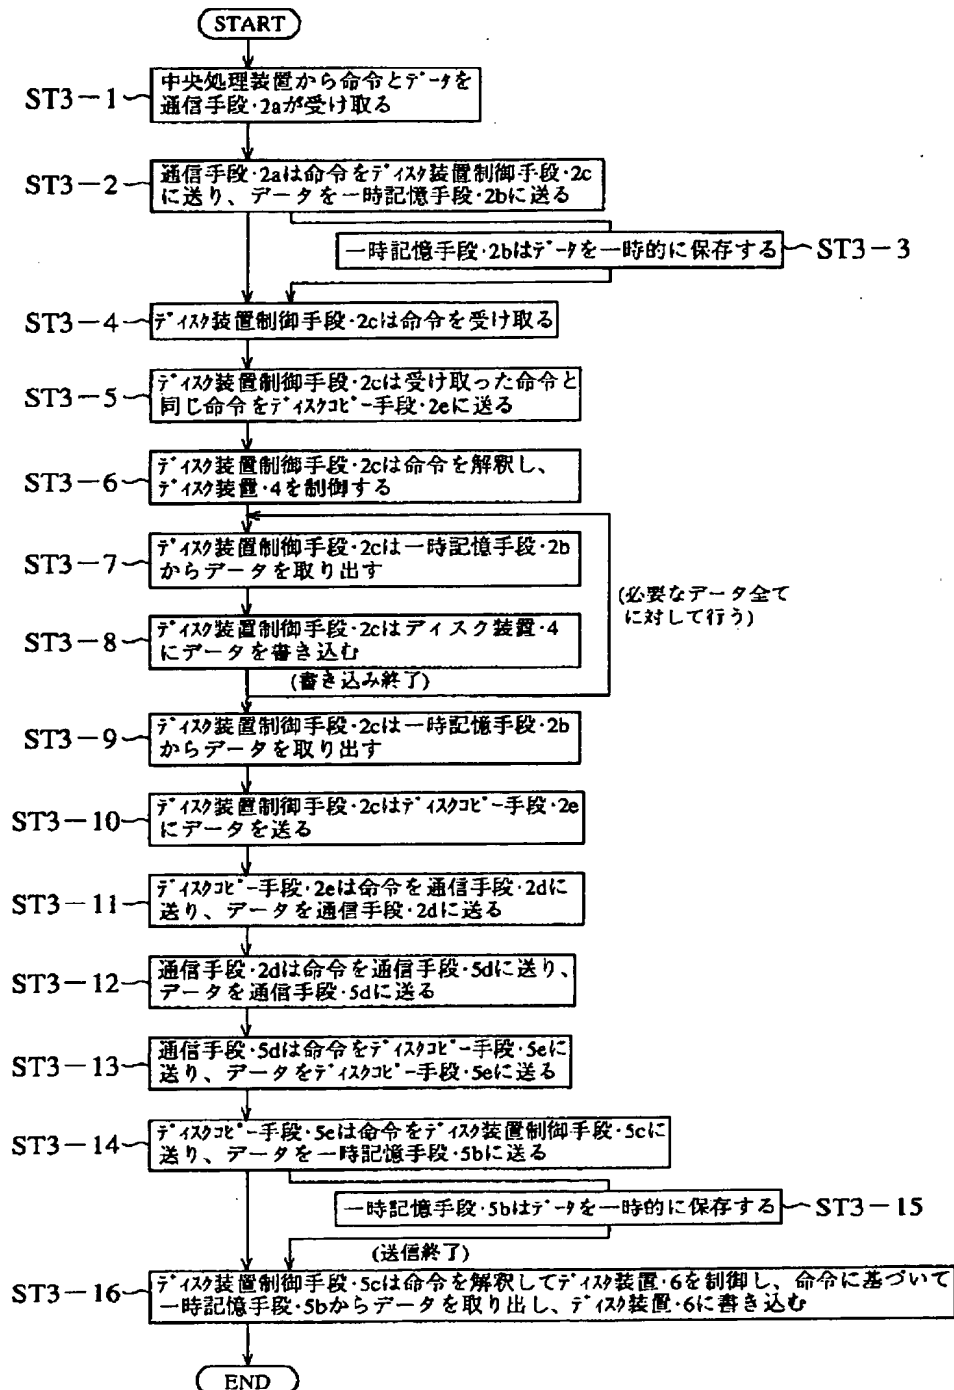 START
ST3-1
中央処理装置から命令とデータを
通信手段·2aが受け取る
ST3-2
通信手段·2aは命令をディスク装置制御手段·2c
に送り、データを一時記憶手段·2bに送る
一時記憶手段·2bはデータを一時的に保存する
ST3-3
ST3-4
ディスク装置制御手段·2cは命令を受け取る
ST3-5
ディスク装置制御手段·2cは受け取った命令と
同じ命令をディスクコピー手段·2eに送る
ST3-6
ディスク装置制御手段·2cは命令を解釈し、
ディスク装置·4を制御する
ST3-7
ディスク装置制御手段·2cは一時記憶手段·2b
からデータを取り出す
(必要なデータ全て
に対して行う)
ST3-8
ディスク装置制御手段·2cはディスク装置·4
にデータを書き込む
(書き込み終了)
ST3-9
ディスク装置制御手段·2cは一時記憶手段·2b
からデータを取り出す
ST3-10
ディスク装置制御手段·2cはディスクコピー手段·2e
にデータを送る
ST3-11
ディスクコピー手段·2eは命令を通信手段·2dに
送り、データを通信手段·2dに送る
ST3-12
通信手段·2dは命令を通信手段·5dに送り、
データを通信手段·5dに送る
ST3-13
通信手段·5dは命令をディスクコピー手段·5eに
送り、データをディスクコピー手段·5eに送る
ST3-14
ディスクコピー手段·5eは命令をディスク装置制御手段·5cに
送り、データを一時記憶手段·5bに送る
一時記憶手段·5bはデータを一時的に保存する
ST3-15
(送信終了)
ST3-16
ディスク装置制御手段·5cは命令を解釈してディスク装置·6を制御し、命令に基づいて
一時記憶手段·5bからデータを取り出し、ディスク装置·6に書き込む
END